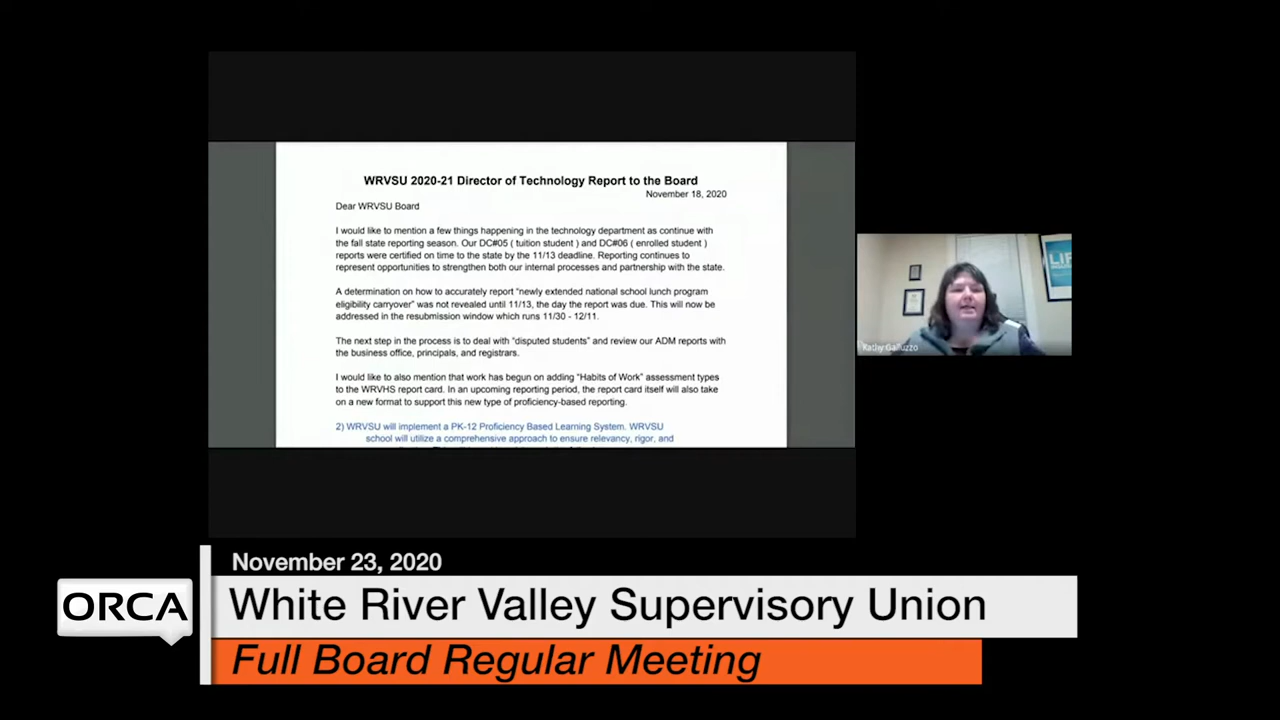 WRVSU 2020-21 Director of Technology Report to the Board
November 18, 2020
Dear WRVSU Board
I would like to mention a few things happening in the technology department as continue with
the fall state reporting season. Our DC#05 ( tuition student ) and DC#06 ( enrolled student )
reports were certified on time to the state by the 11/13 deadline. Reporting continues to
represent opportunities to strengthen both our internal processes and partnership with the state.
A determination on how to accurately report "newly extended national school lunch program
eligibility carryover" was not revealed until 11/13, the day the report was due. This will now be
addressed in the resubmission window which runs 11/30 - 12/11.
The next step in the process is to deal with "disputed students" and review our ADM reports with
the business office, principals, and registrars.
I would like to also mention that work has begun on adding "Habits of Work" assessment types
to the WRVHS report card. In an upcoming reporting period, the report card itself will also take
on a new format to support this new type of proficiency-based reporting.
2) WRVSU will implement a PK-12 Proficiency Based Learning System. WRVSU
school will utilize a comprehensive approach to ensure relevancy, rigor, and
LIF
Kathy Galluzzo
November 23, 2020
ORCA
White River Valley Supervisory Union
Full Board Regular Meeting